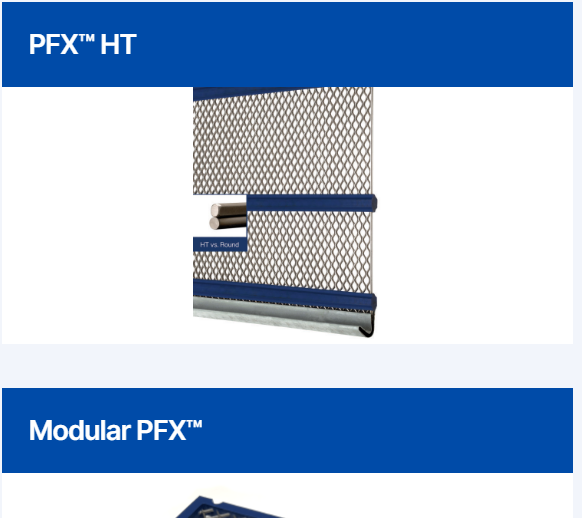 PFX™ HT
HT vs. Round
Modular PFX™